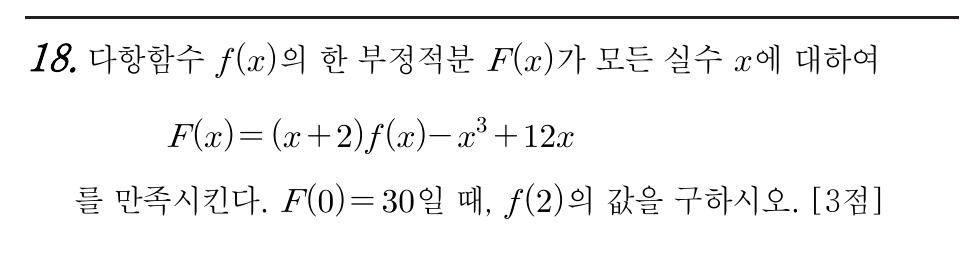 18. 다항함수 f(x)의 한 부정적분 F(x)가 모든 실수 x에 대하여
F(x)=(x+2)f(x)-x³+12x
를 만족시킨다. F(0)=30일 때, f(2)의 값을 구하시오. [3점]